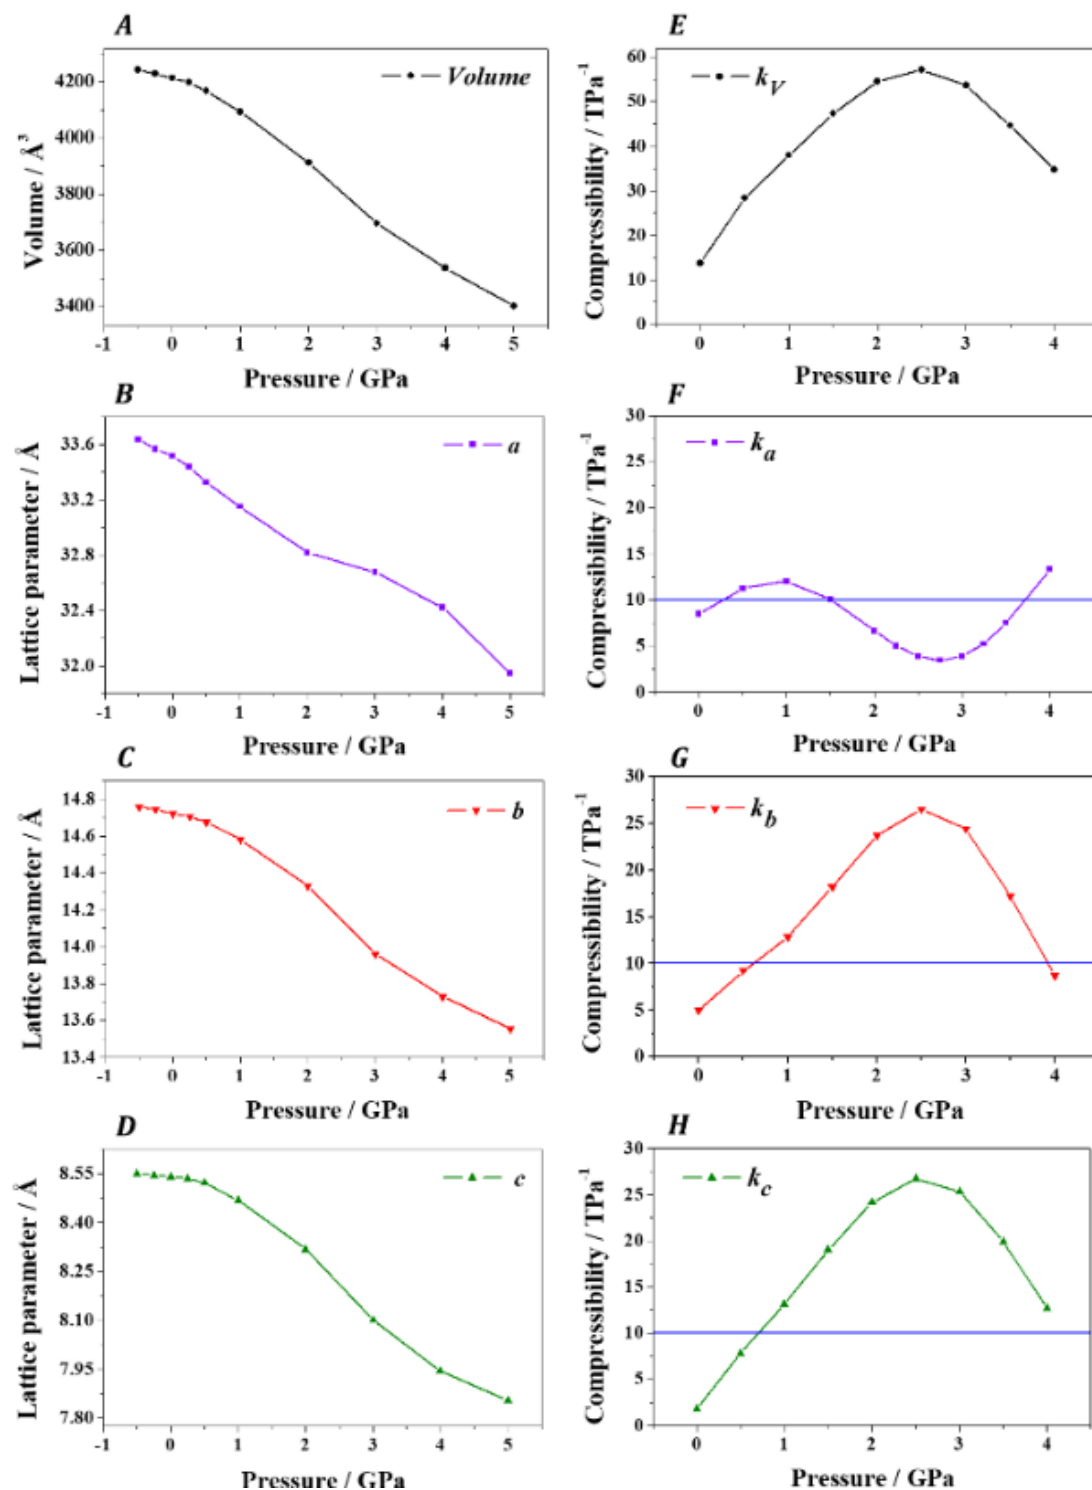 A
Volume / Å³
4200
4000
3800
3600
3400
Volume
-1 0 1 2 3 4 5
Pressure / GPa
E
Compressibility / TPa⁻¹
60
50
40
30
20
10
0
k_V
0 1 2 3 4
Pressure / GPa
B
Lattice parameter / Å
33.6
33.2
32.8
32.4
32.0
a
-1 0 1 2 3 4 5
Pressure / GPa
F
Compressibility / TPa⁻¹
30
25
20
15
10
5
0
k_a
0 1 2 3 4
Pressure / GPa
C
Lattice parameter / Å
14.8
14.6
14.4
14.2
14.0
13.8
13.6
13.4
b
-1 0 1 2 3 4 5
Pressure / GPa
G
Compressibility / TPa⁻¹
30
25
20
15
10
5
0
k_b
0 1 2 3 4
Pressure / GPa
D
Lattice parameter / Å
8.55
8.40
8.25
8.10
7.95
7.80
c
-1 0 1 2 3 4 5
Pressure / GPa
H
Compressibility / TPa⁻¹
30
25
20
15
10
5
0
k_c
0 1 2 3 4
Pressure / GPa